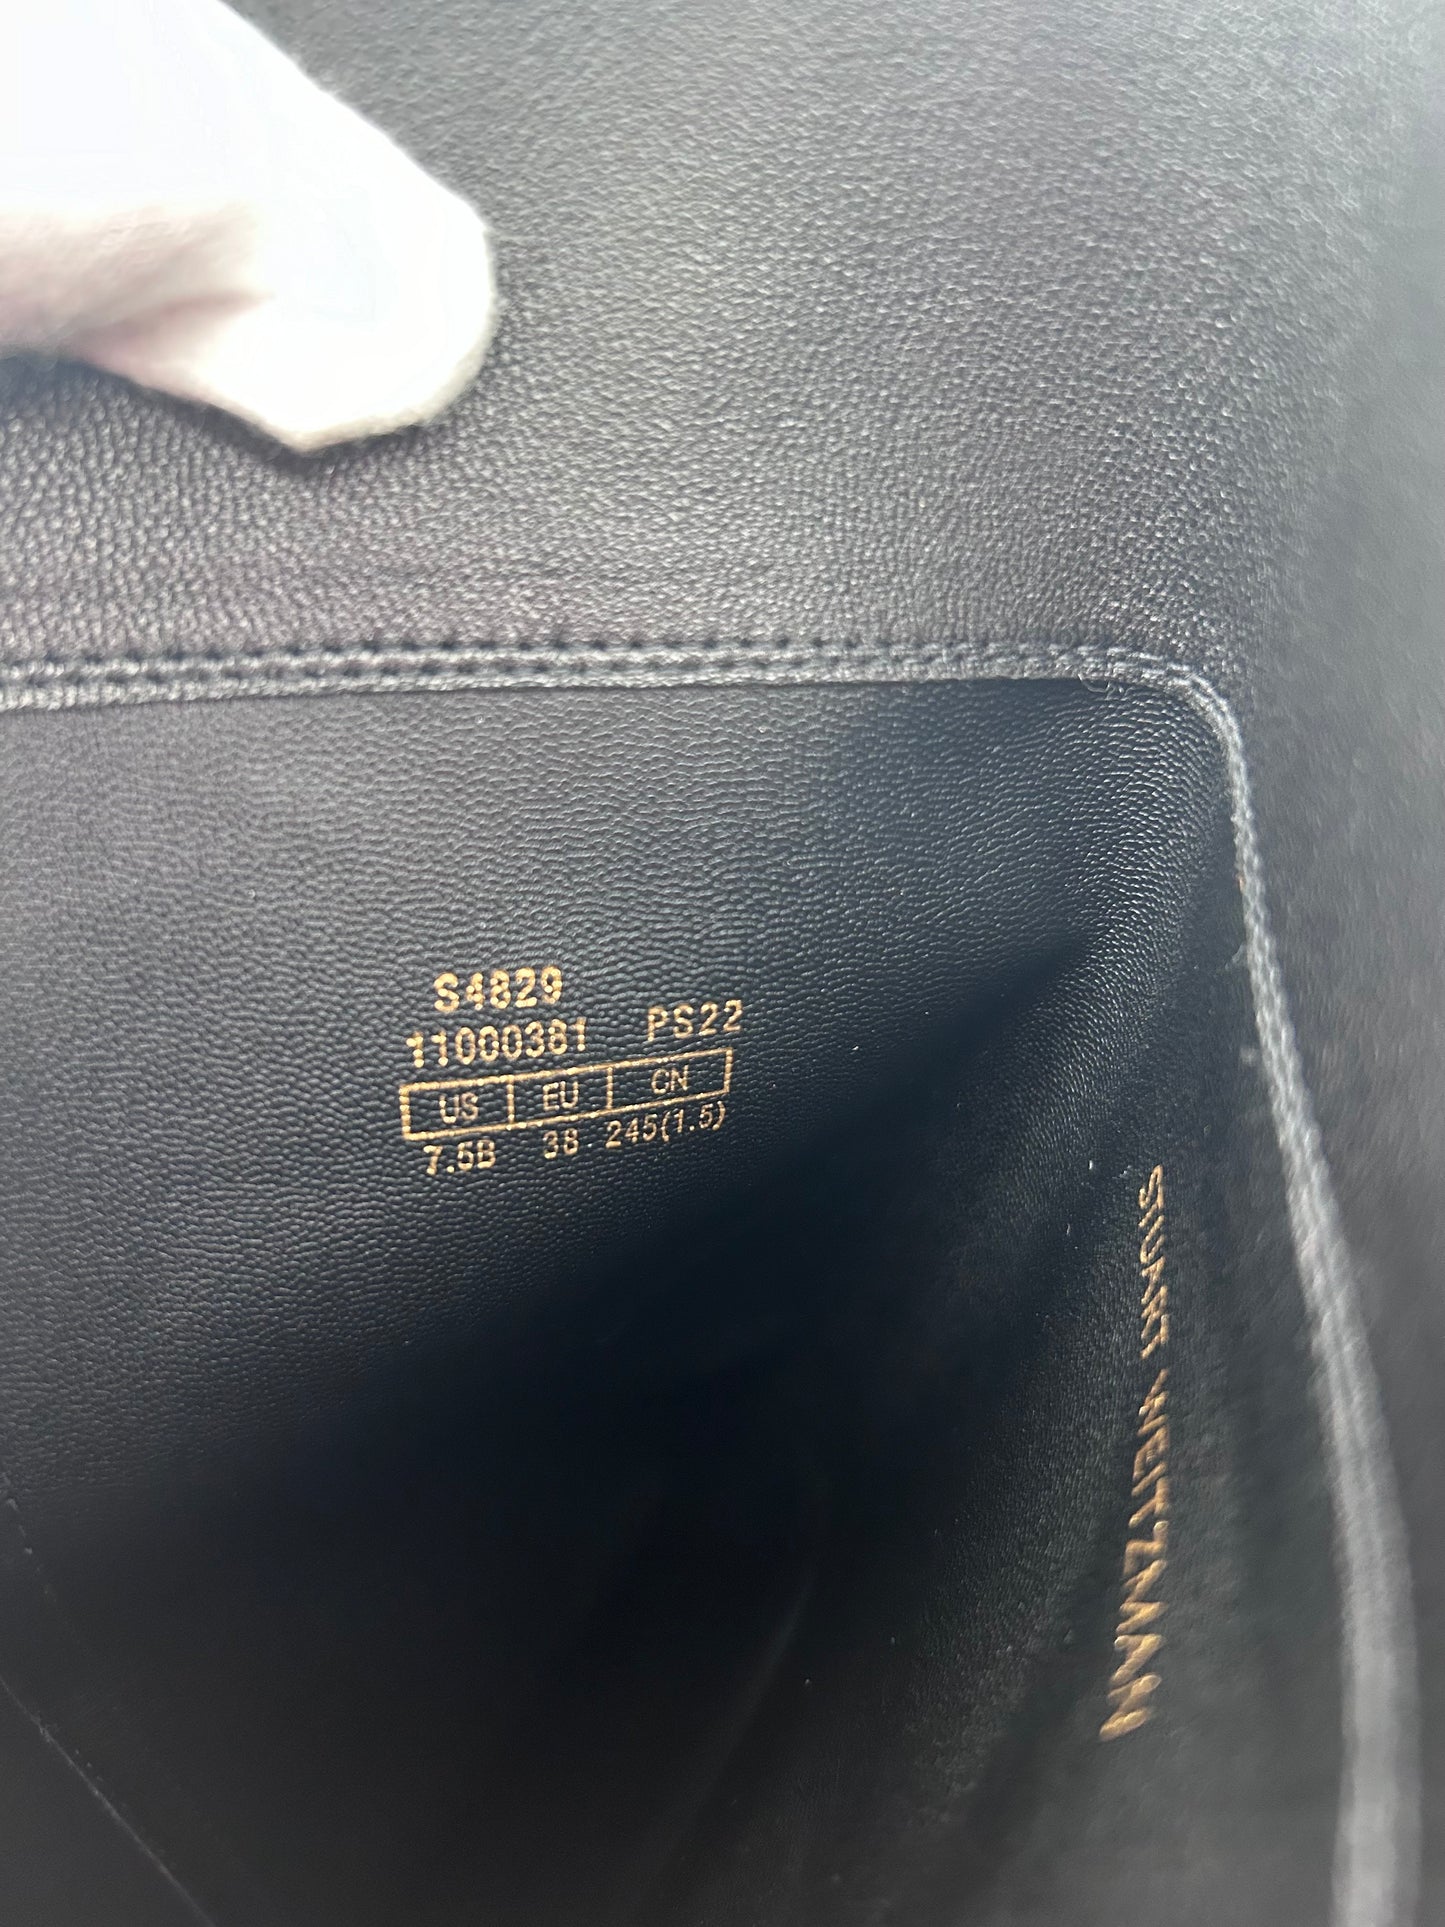 S4829
11000381 PS22
US EU CN
7.5B 38 245(1.5)
STUART WEITZMAN